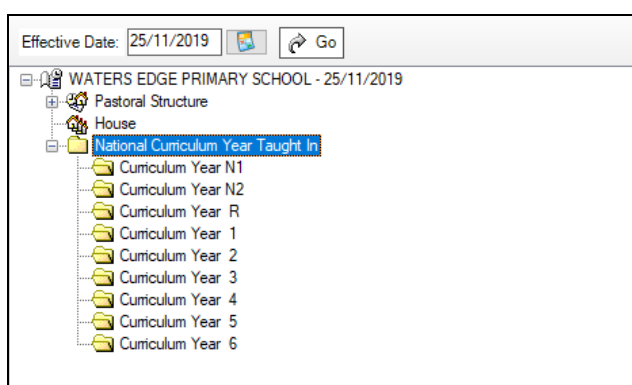 Effective Date: 25/11/2019 Go
WATERS EDGE PRIMARY SCHOOL - 25/11/2019
Pastoral Structure
House
National Curriculum Year Taught In
Curriculum Year N1
Curriculum Year N2
Curriculum Year R
Curriculum Year 1
Curriculum Year 2
Curriculum Year 3
Curriculum Year 4
Curriculum Year 5
Curriculum Year 6